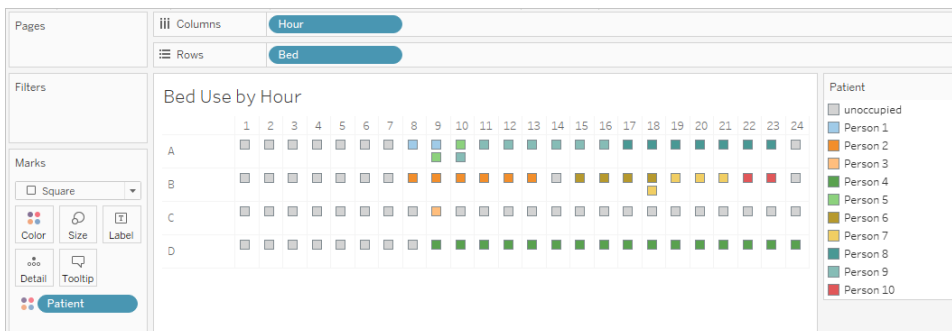 Pages
Columns
Hour
Rows
Bed
Filters
Bed Use by Hour
1 2 3 4 5 6 7 8 9 10 11 12 13 14 15 16 17 18 19 20 21 22 23 24
A
B
C
D
Marks
Square
Color Size Label
T
Detail Tooltip
Patient
Patient
unoccupied
Person 1
Person 2
Person 3
Person 4
Person 5
Person 6
Person 7
Person 8
Person 9
Person 10